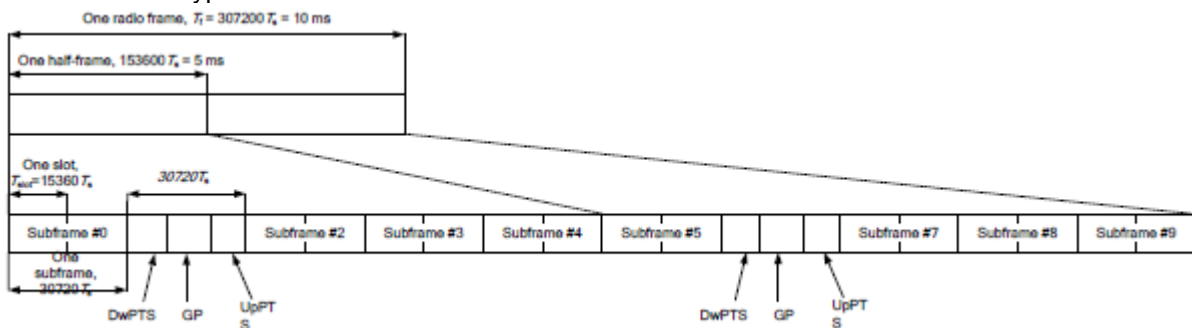 One radio frame, Tf = 307200 Ts = 10 ms
One half-frame, 153600 Ts = 5 ms
One slot,
Tslot=15360 Ts
30720Ts
Subframe #0
Subframe #2
Subframe #3
Subframe #4
Subframe #5
Subframe #7
Subframe #8
Subframe #9
One
subframe,
30720 Ts
DwPTS
GP
UpPT
S
DwPTS
GP
UpPT
S